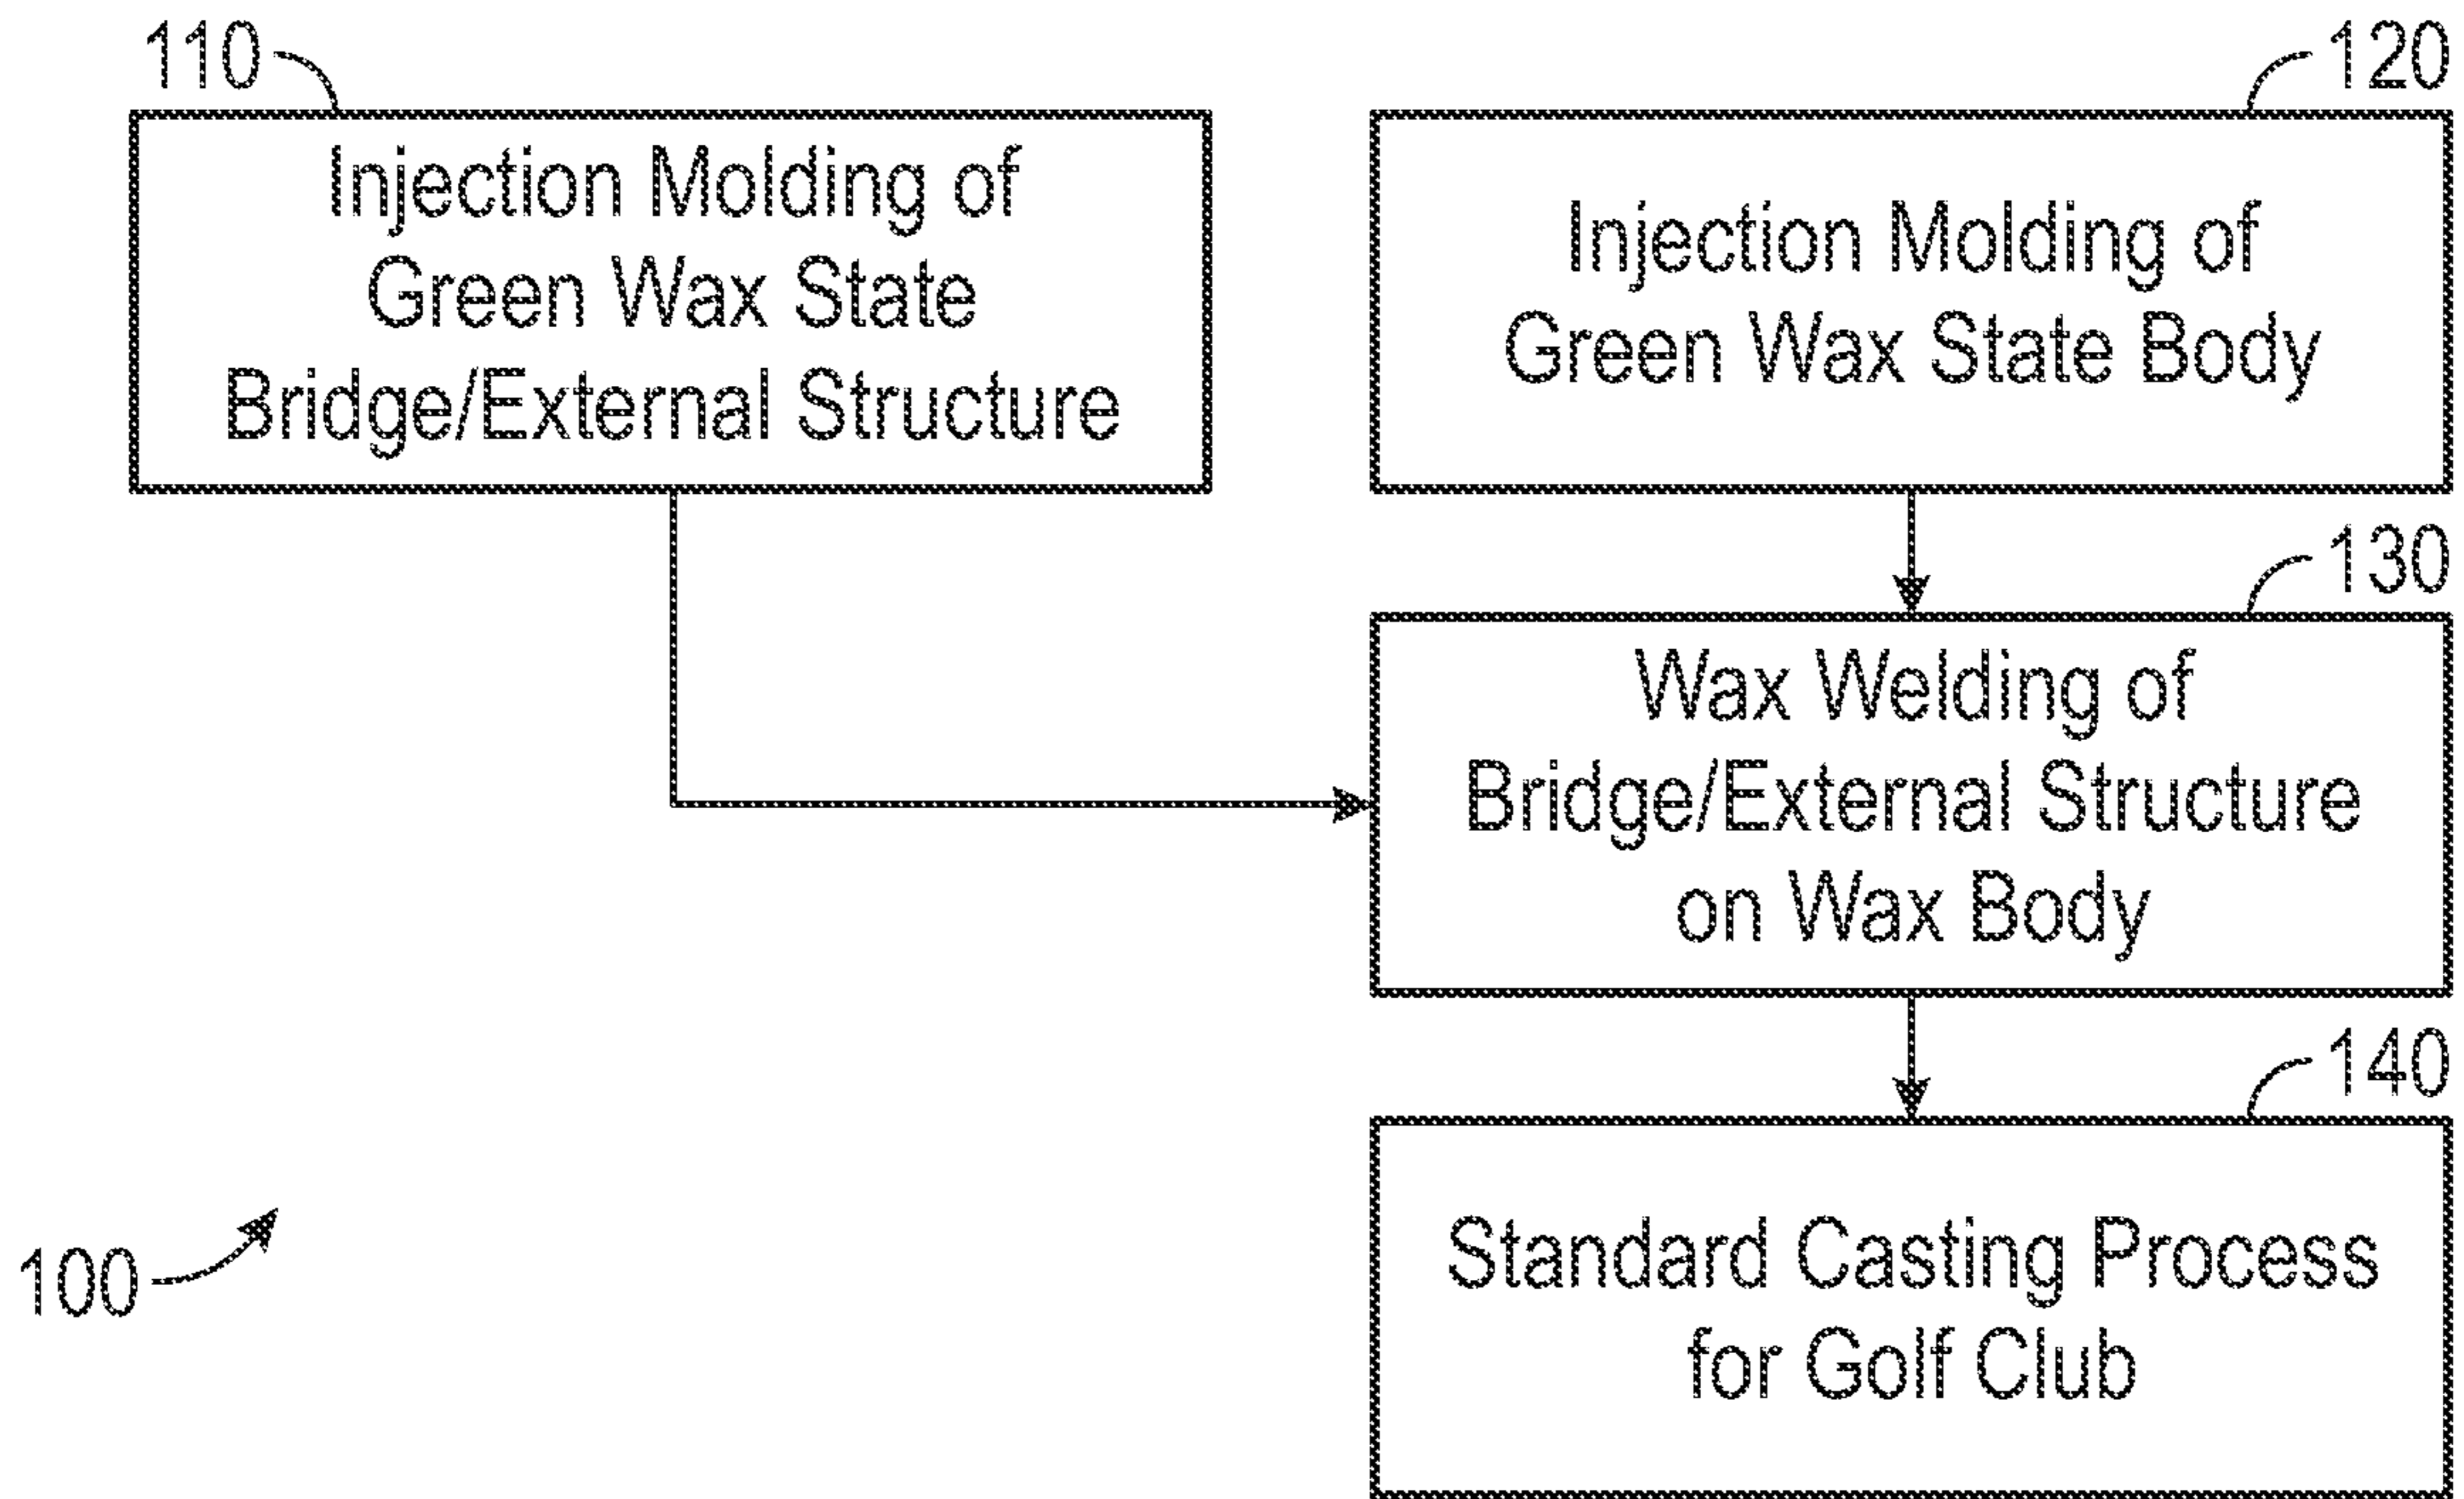 110
Injection Molding of
Green Wax State
Bridge/External Structure
120
Injection Molding of
Green Wax State Body
130
Wax Welding of
Bridge/External Structure
on Wax Body
140
Standard Casting Process
for Golf Club
100